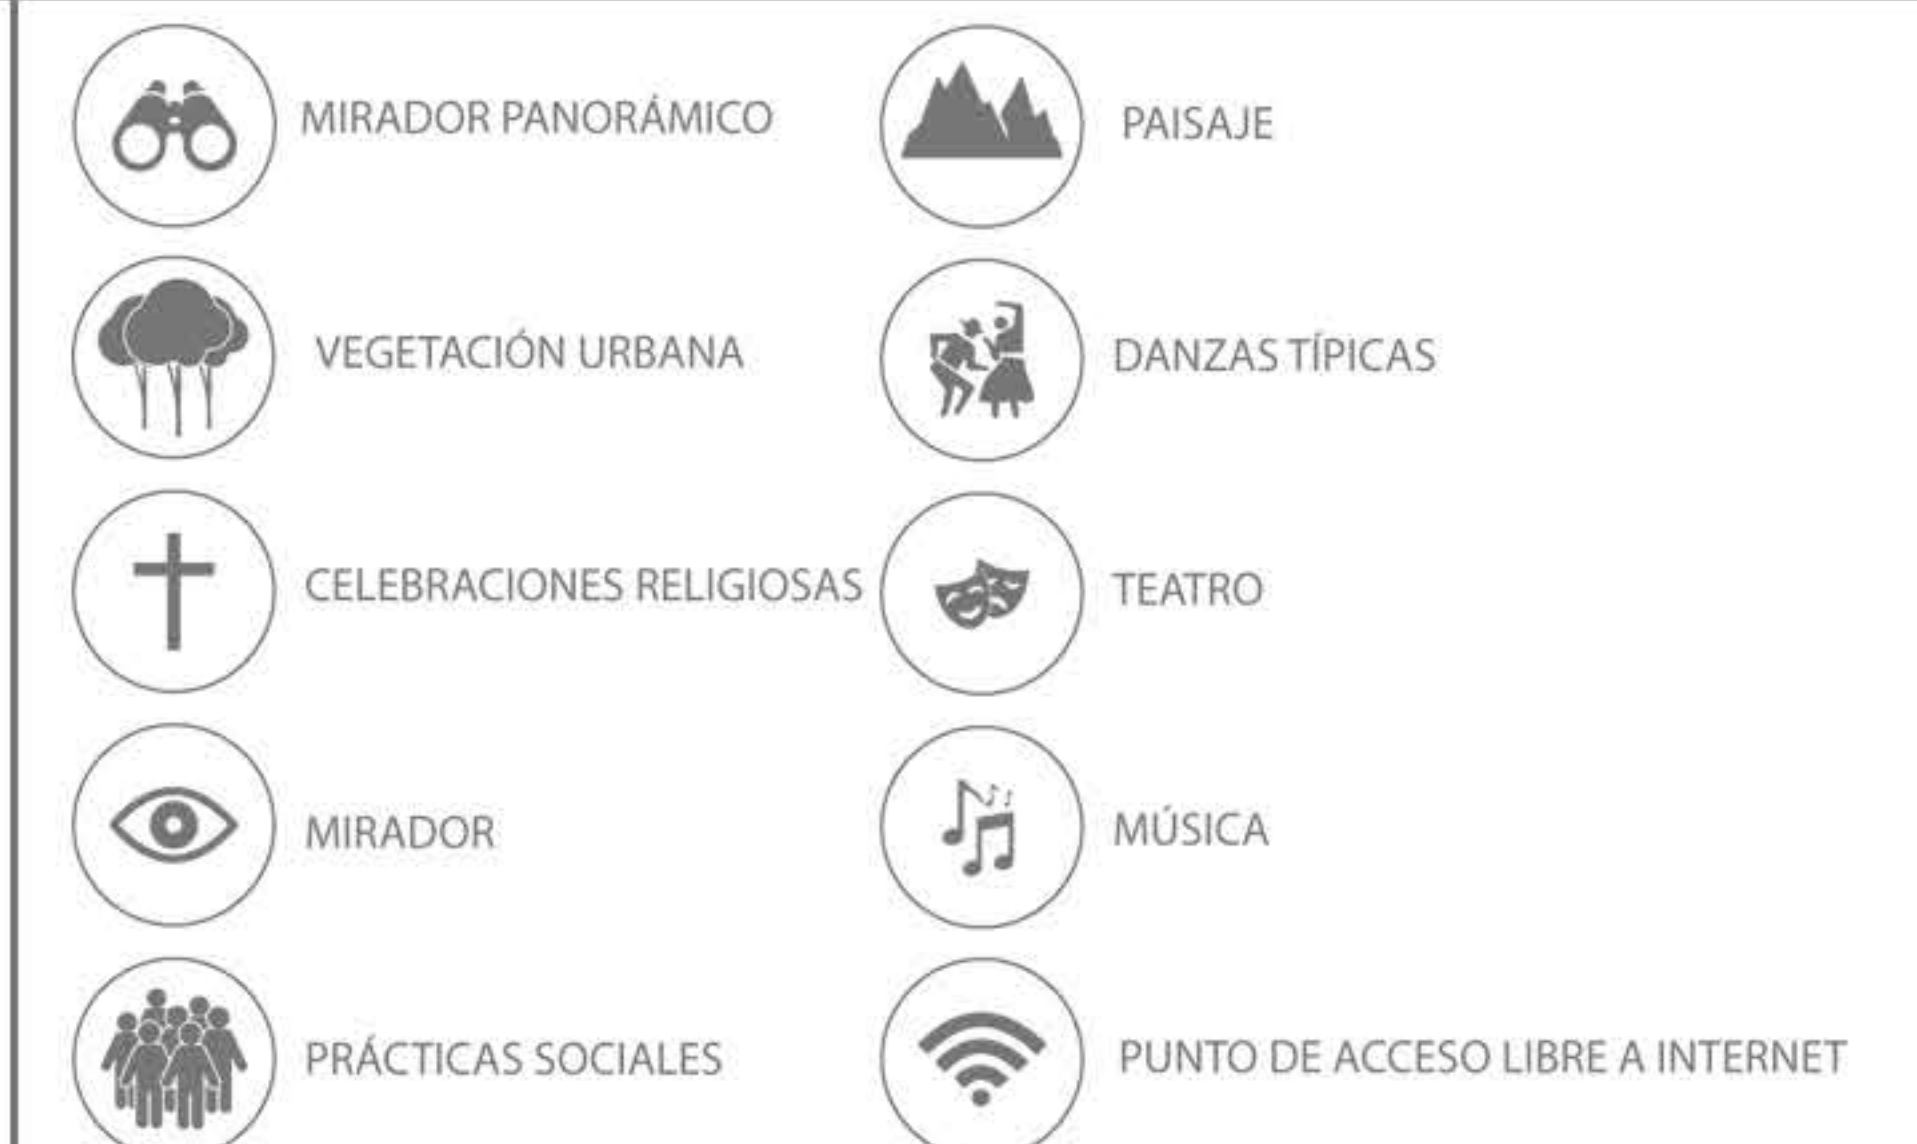 MIRADOR PANORÁMICO
PAISAJE
VEGETACIÓN URBANA
DANZAS TÍPICAS
CELEBRACIONES RELIGIOSAS
TEATRO
MIRADOR
MÚSICA
PRÁCTICAS SOCIALES
PUNTO DE ACCESO LIBRE A INTERNET